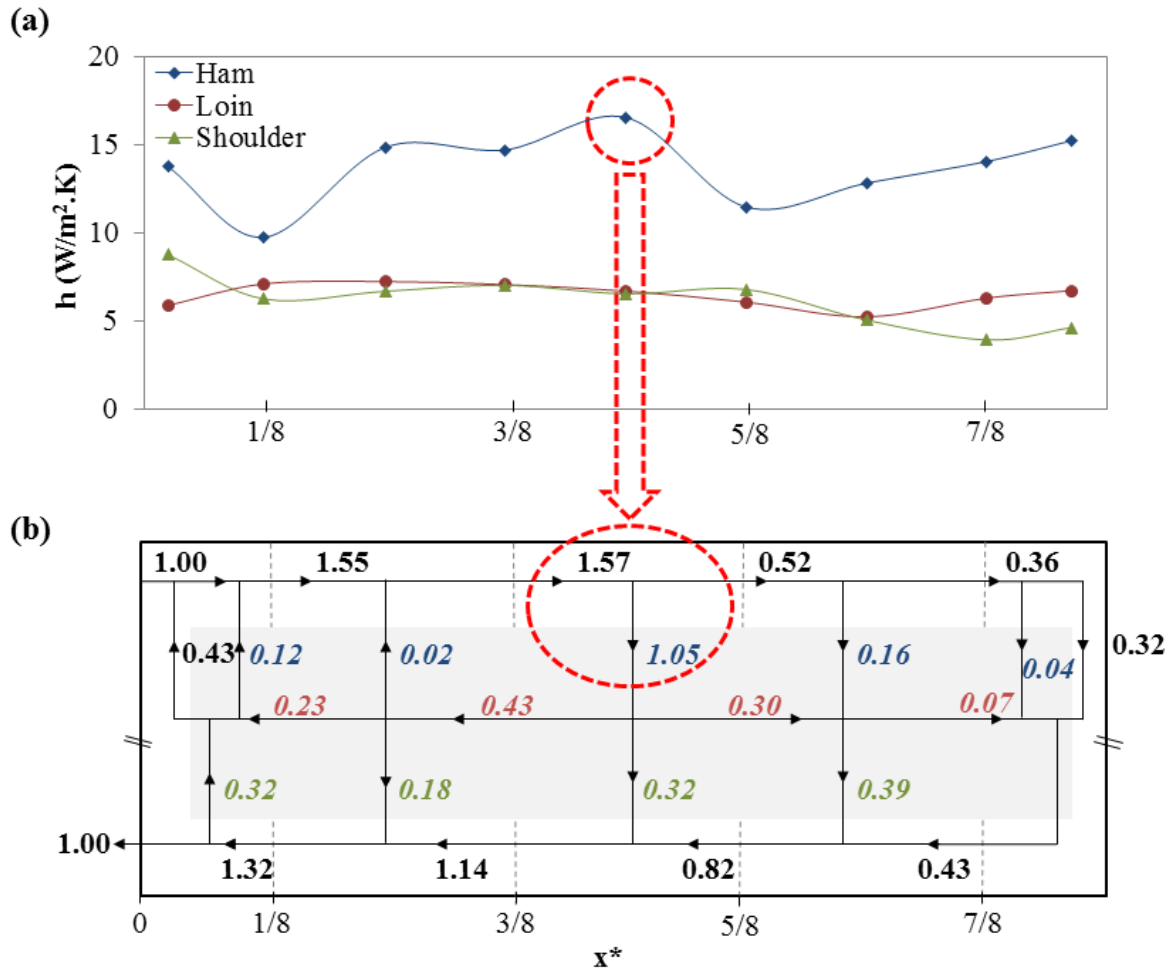 (a)
20
15
10
5
0
h (W/m².K)
Ham
Loin
Shoulder
1/8 3/8 5/8 7/8
(b)
1.00 1.55 1.57 0.52 0.36
0.43 0.12 0.02 1.05 0.16 0.04 0.32
0.23 0.43 0.30 0.07
0.32 0.18 0.32 0.39
1.00
1.32 1.14 0.82 0.43
0 1/8 3/8 5/8 7/8
x*